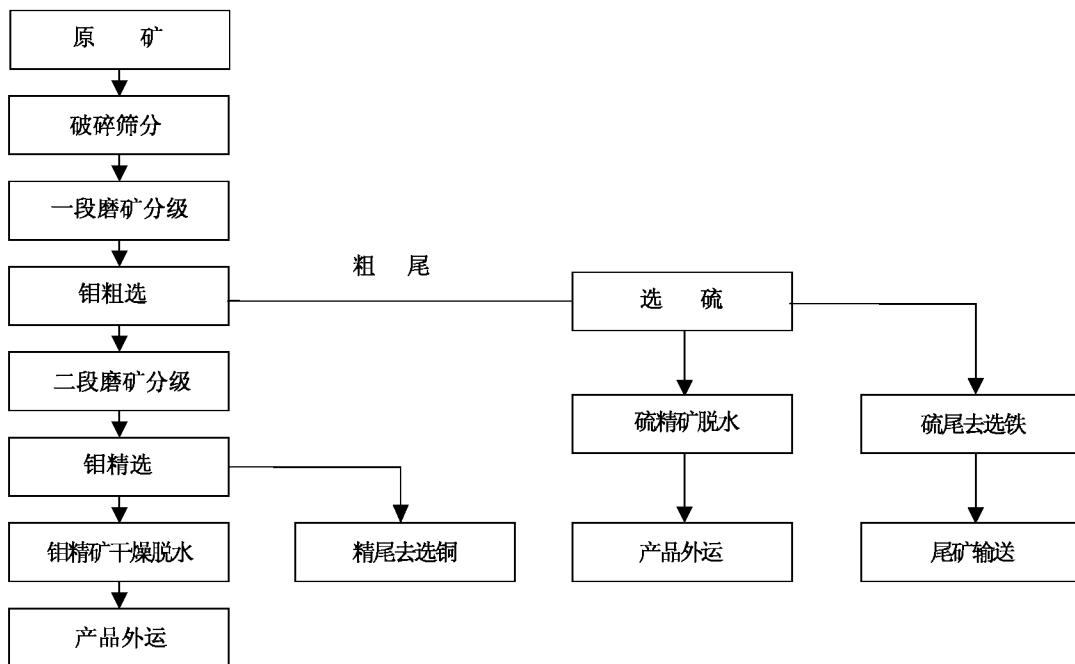 原 矿
破碎筛分
一段磨矿分级
粗 尾
钼粗选
选 硫
二段磨矿分级
硫精矿脱水
硫尾去选铁
钼精选
钼精矿干燥脱水
精尾去选铜
产品外运
尾矿输送
产品外运